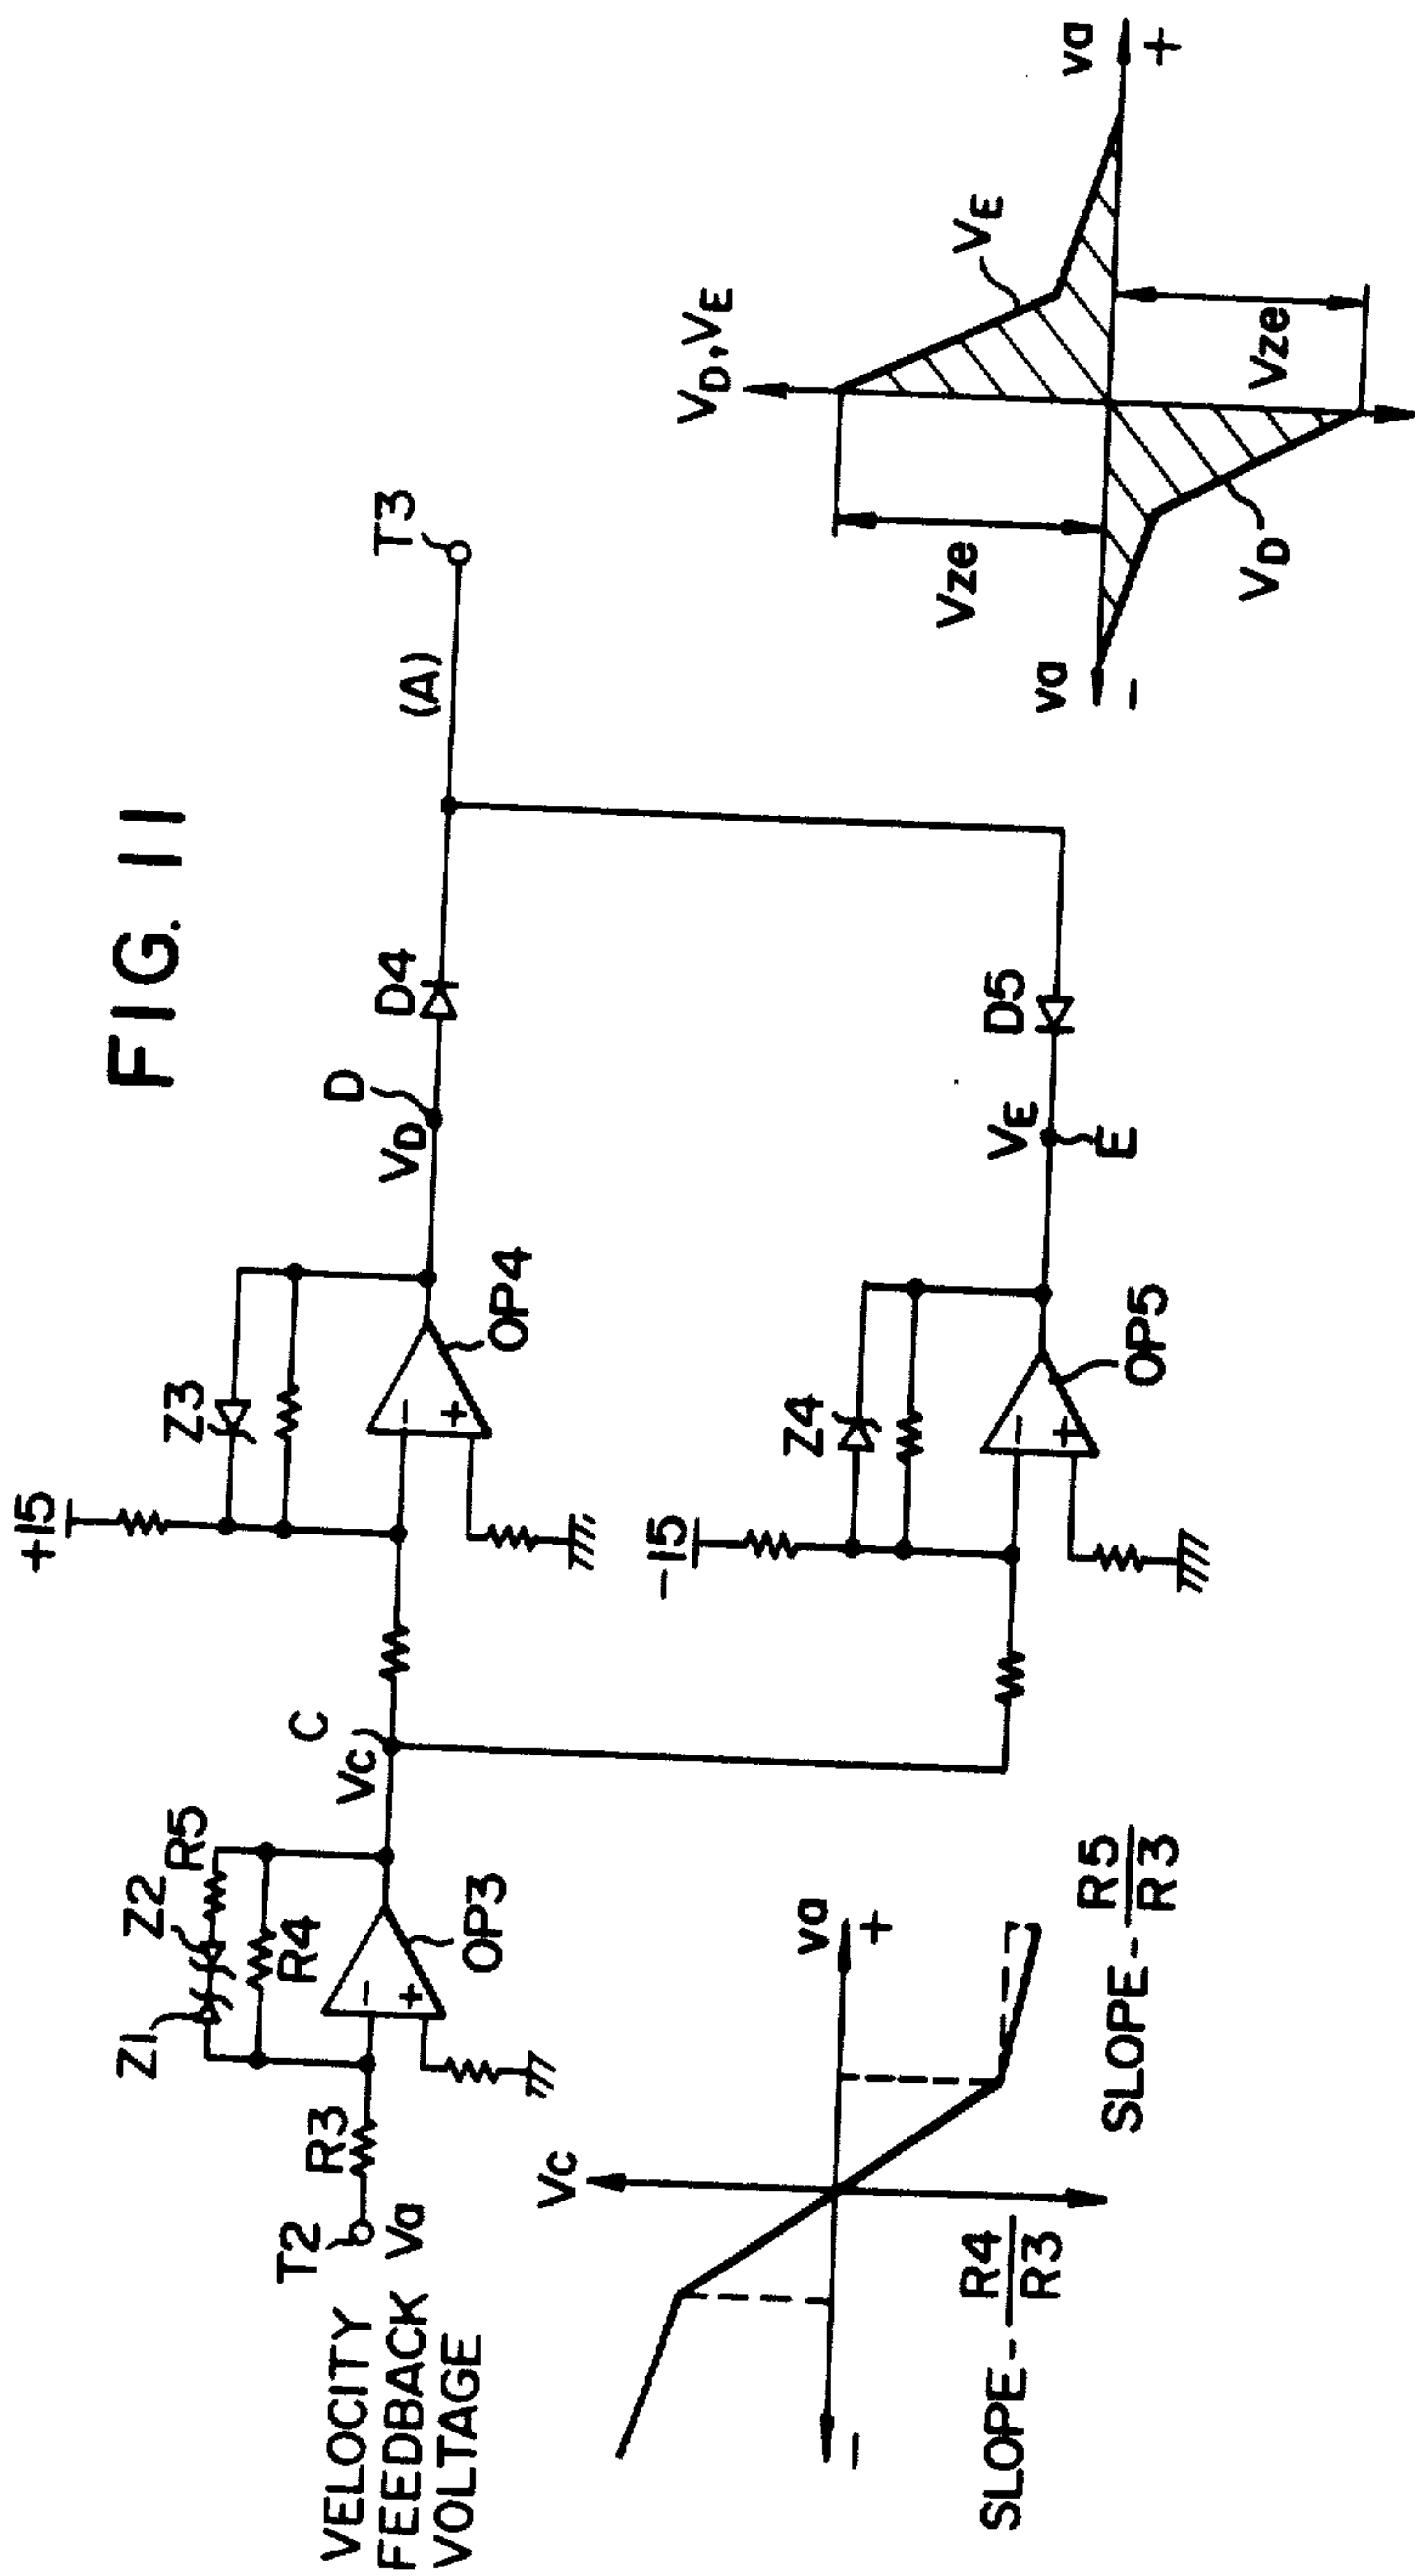 FIG. 11
+15
Z3
OP4
D
VD
D4
(A)
T3
Z1
Z2
R5
R4
OP3
T2
R3
Va
VELOCITY
FEEDBACK
VOLTAGE
C
Vc
-15
Z4
OP5
VE
E
D5
Vc
va
+
-
SLOPE - R4/R3
SLOPE - R5/R3
VD, VE
VE
va
+
Vze
Vze
va
-
VD